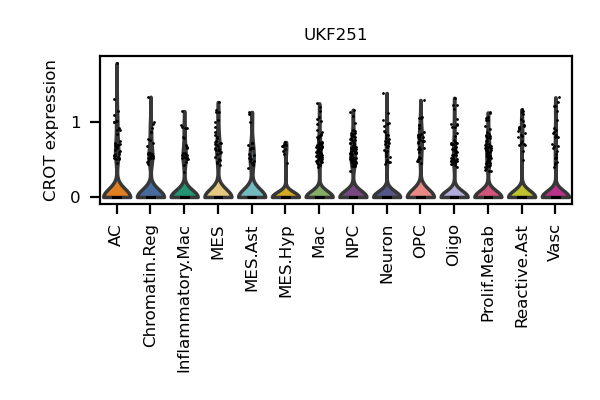 UKF251
CROT expression
1
0
AC
Chromatin.Reg
Inflammatory.Mac
MES
MES.Ast
MES.Hyp
Mac
NPC
Neuron
OPC
Oligo
Prolif.Metab
Reactive.Ast
Vasc